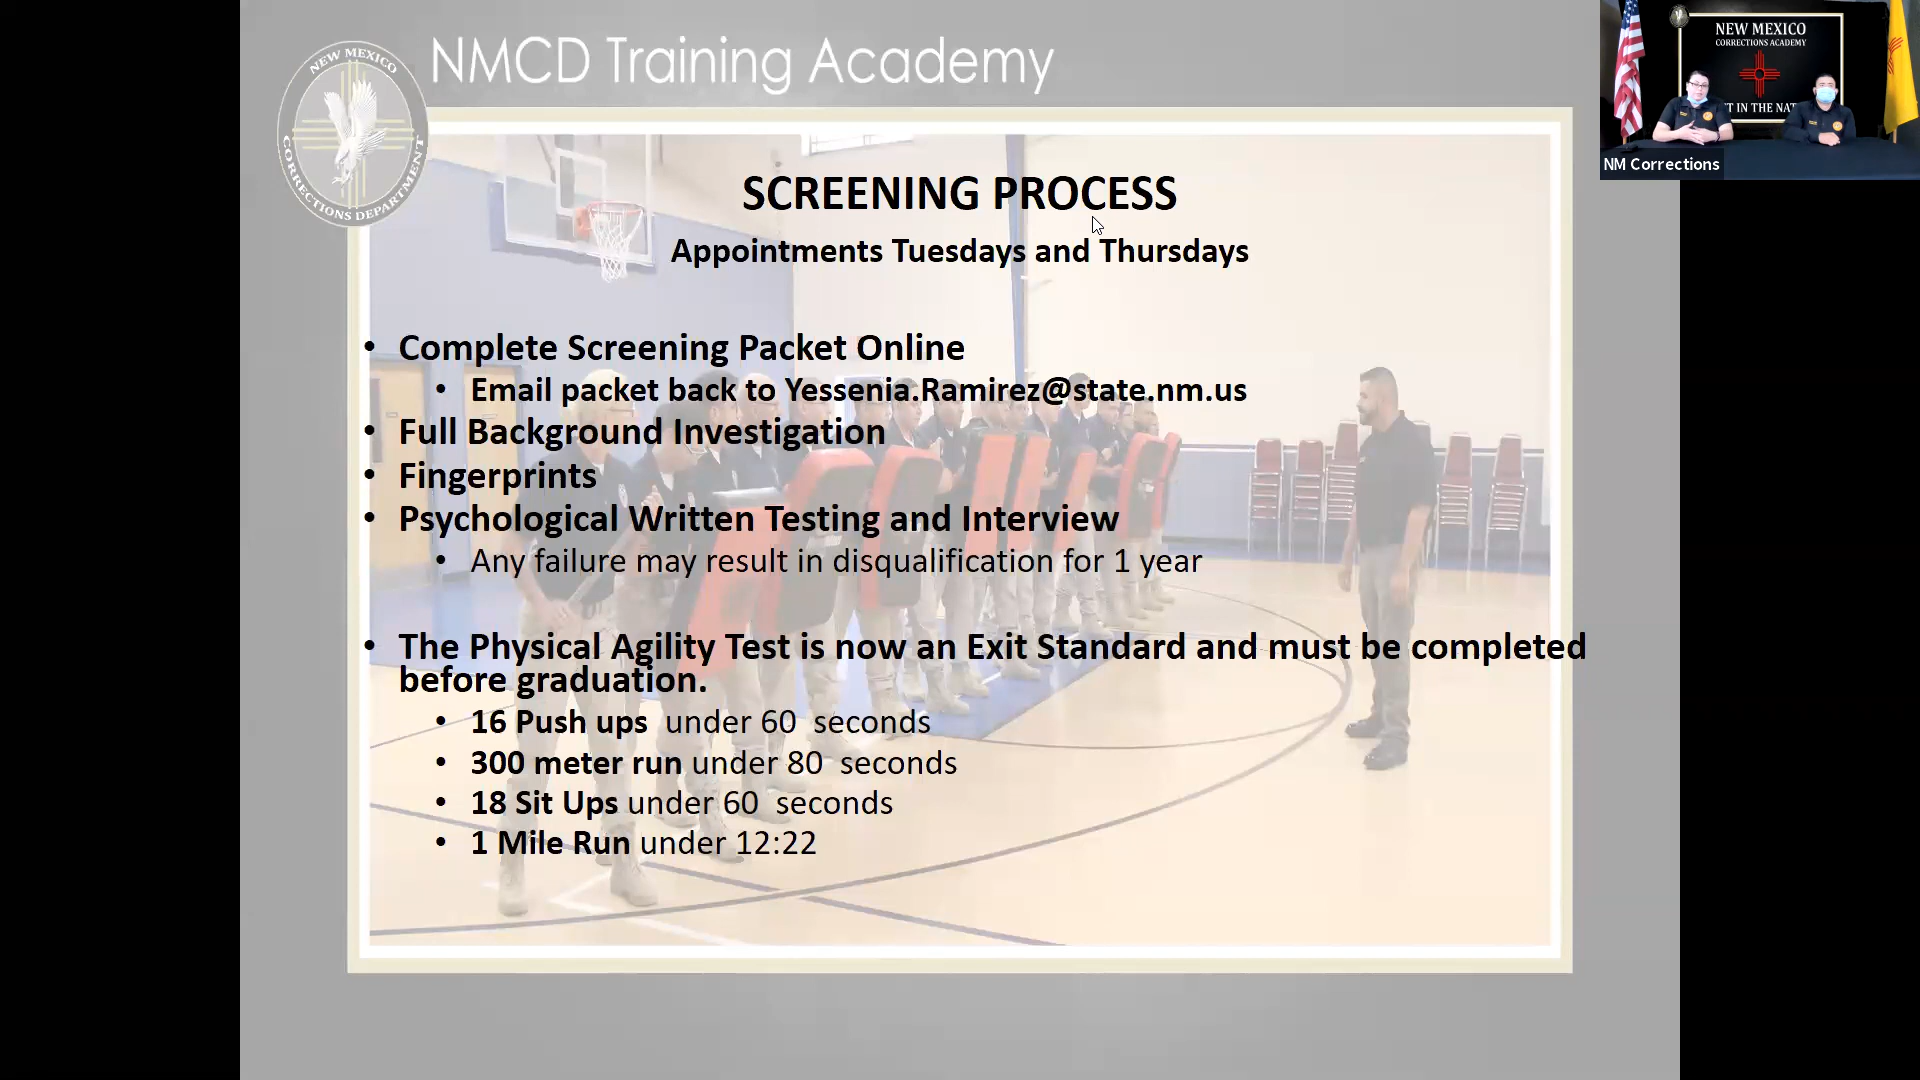 NMCD Training Academy
NEW MEXICO
CORRECTIONS DEPARTMENT
SCREENING PROCESS
Appointments Tuesdays and Thursdays
• Complete Screening Packet Online
• Email packet back to Yessenia.Ramirez@state.nm.us
• Full Background Investigation
• Fingerprints
• Psychological Written Testing and Interview
• Any failure may result in disqualification for 1 year
• The Physical Agility Test is now an Exit Standard and must be completed
before graduation.
• 16 Push ups under 60 seconds
• 300 meter run under 80 seconds
• 18 Sit Ups under 60 seconds
• 1 Mile Run under 12:22
NEW MEXICO
CORRECTIONS ACADEMY
IN THE
NM Corrections